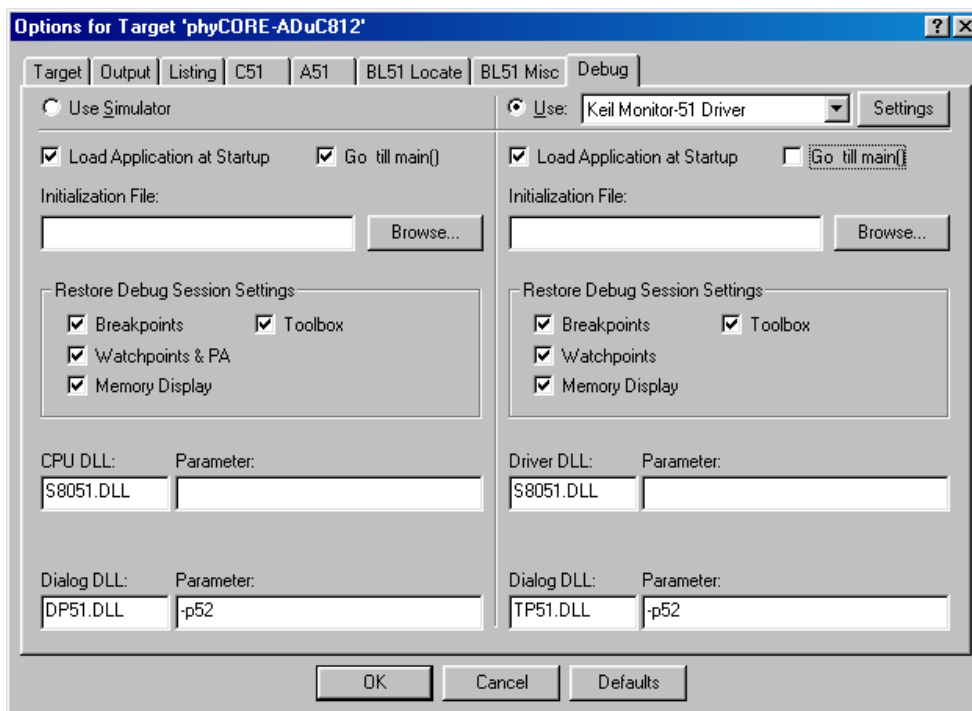 Options for Target 'phyCORE-ADuC812'
Target Output Listing C51 A51 BL51 Locate BL51 Misc Debug
Use Simulator
Use: Keil Monitor-51 Driver Settings
Load Application at Startup Go till main()
Load Application at Startup Go till main()
Initialization File:
Initialization File:
Browse...
Browse...
Restore Debug Session Settings
Breakpoints Toolbox
Watchpoints & PA
Memory Display
Restore Debug Session Settings
Breakpoints Toolbox
Watchpoints
Memory Display
CPU DLL: Parameter:
S8051.DLL
Driver DLL: Parameter:
S8051.DLL
Dialog DLL: Parameter:
DP51.DLL -p52
Dialog DLL: Parameter:
TP51.DLL -p52
OK Cancel Defaults